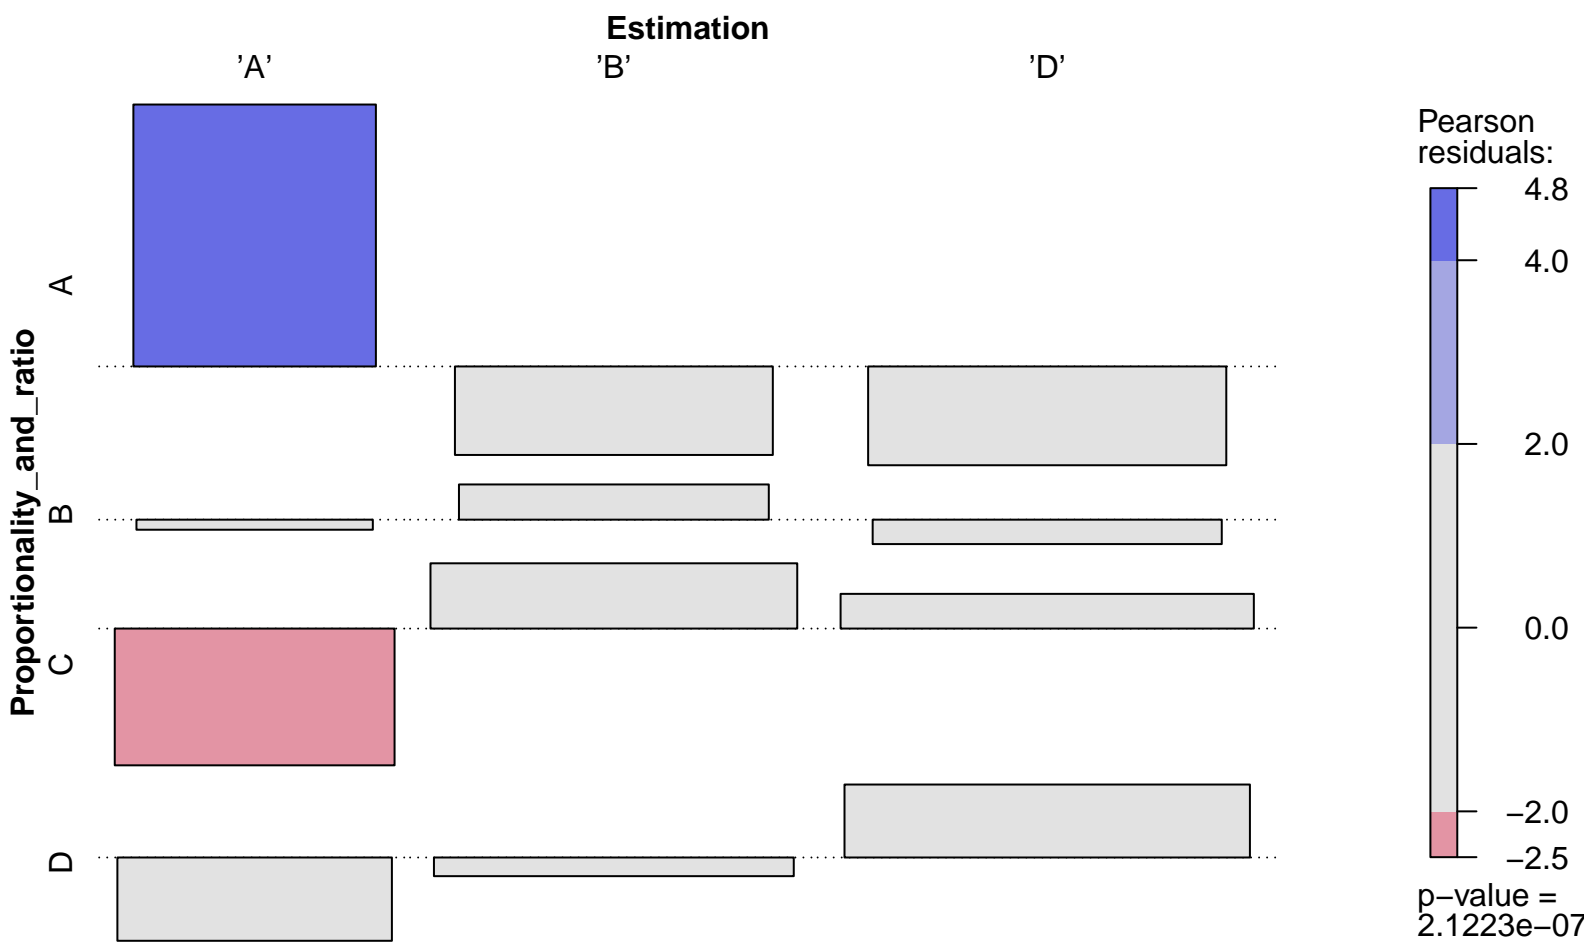 Estimation
’A’ ’B’ ’D’
Proportionality_and_ratio
A
B
C
D
Pearson
residuals:
4.8
4.0
2.0
0.0
−2.0
−2.5
p−value =
2.1223e−07